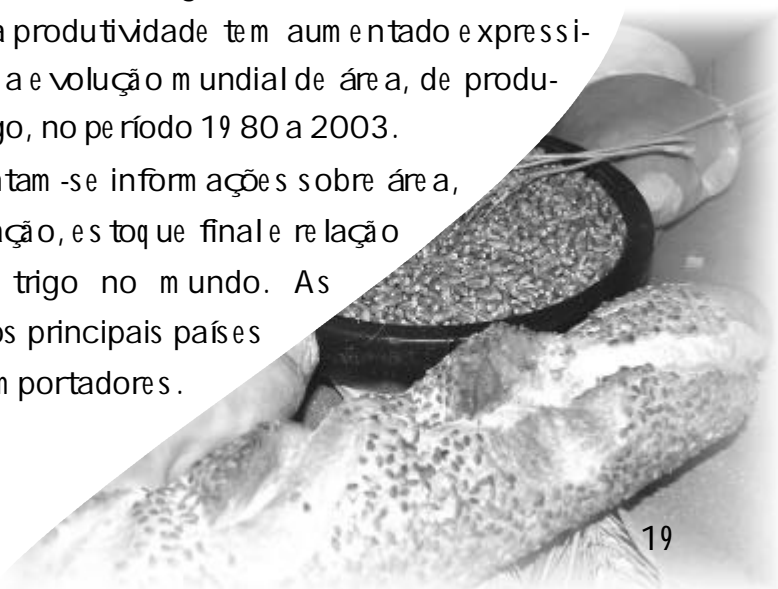 a produtividade tem aumentado expressi-
a evolução mundial de área, de produ-
go, no período 1980 a 2003.
tam-se informações sobre área,
ção, estoque final e relação
trigo no mundo. As
os principais países
mportadores.
19